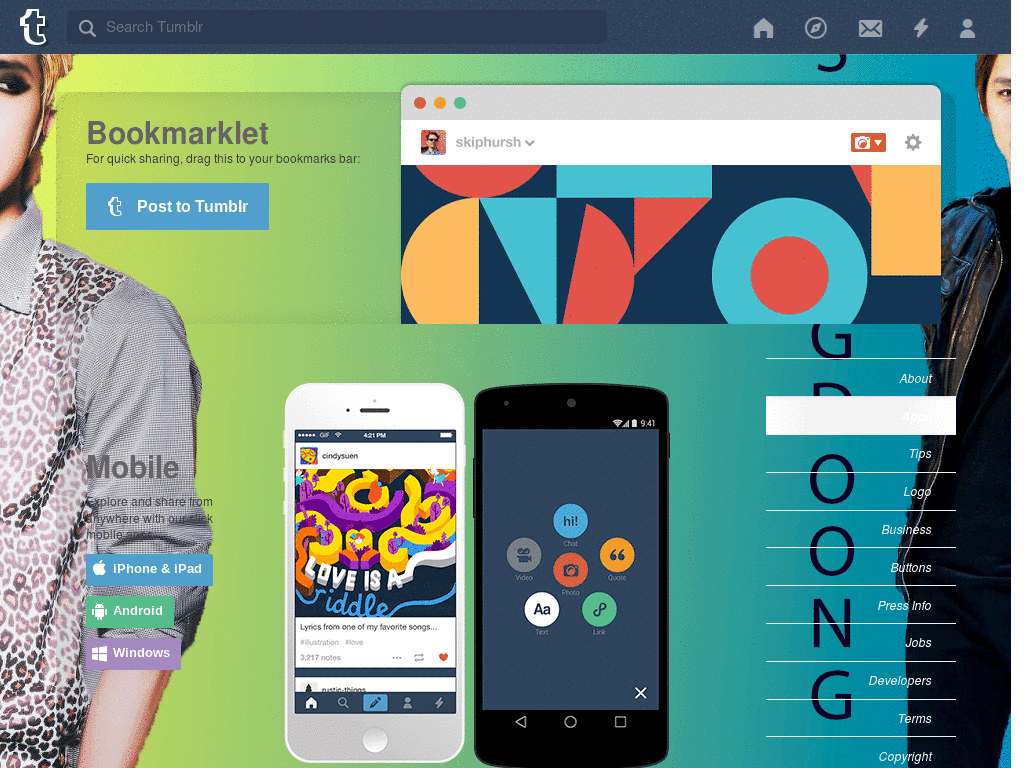 Search Tumblr
S
Bookmarklet
For quick sharing, drag this to your bookmarks bar:
Post to Tumblr
skiphursh
G
D
O
O
N
G
About
Apps
Tips
Logo
Business
Buttons
Press Info
Jobs
Developers
Terms
Copyright
Mobile
Explore and share from
anywhere with our slick
mobile apps.
iPhone & iPad
Android
Windows
GIF
4:21 PM
cindysuen
LOVE IS A
riddle
Lyrics from one of my favorite songs...
#illustration #love
3,217 notes
rustic-things
9:41
hi!
Chat
Video
Quote
Photo
Aa
Text
Link